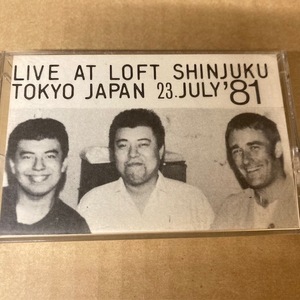 LIVE AT LOFT SHINJUKU
TOKYO JAPAN 23.JULY '81